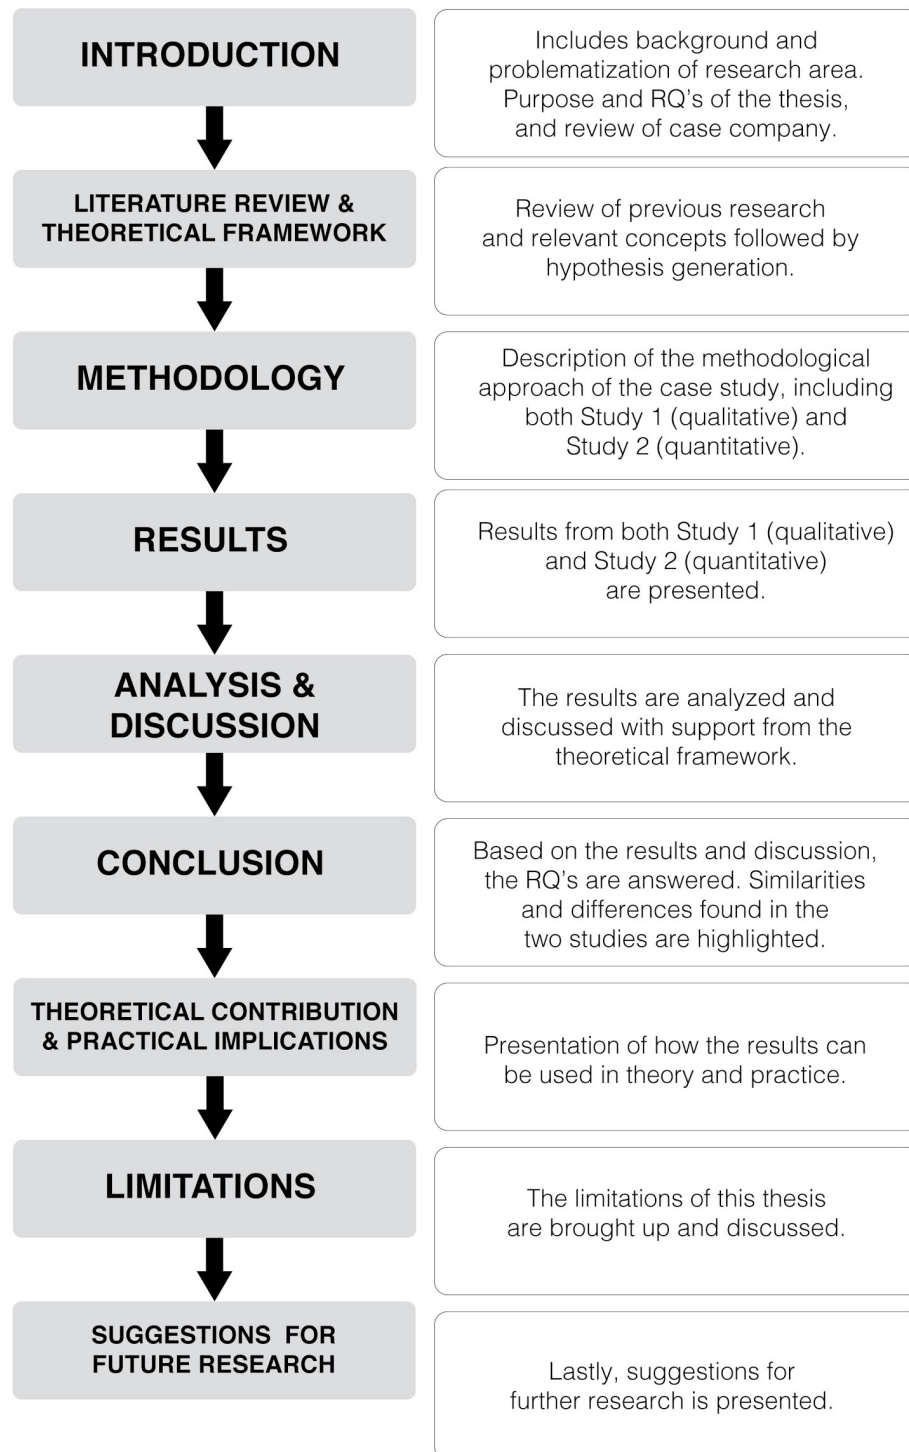 INTRODUCTION
Includes background and
problematization of research area.
Purpose and RQ's of the thesis,
and review of case company.
LITERATURE REVIEW &
THEORETICAL FRAMEWORK
Review of previous research
and relevant concepts followed by
hypothesis generation.
METHODOLOGY
Description of the methodological
approach of the case study, including
both Study 1 (qualitative) and
Study 2 (quantitative).
RESULTS
Results from both Study 1 (qualitative)
and Study 2 (quantitative)
are presented.
ANALYSIS &
DISCUSSION
The results are analyzed and
discussed with support from the
theoretical framework.
CONCLUSION
Based on the results and discussion,
the RQ's are answered. Similarities
and differences found in the
two studies are highlighted.
THEORETICAL CONTRIBUTION
& PRACTICAL IMPLICATIONS
Presentation of how the results can
be used in theory and practice.
LIMITATIONS
The limitations of this thesis
are brought up and discussed.
SUGGESTIONS FOR
FUTURE RESEARCH
Lastly, suggestions for
further research is presented.